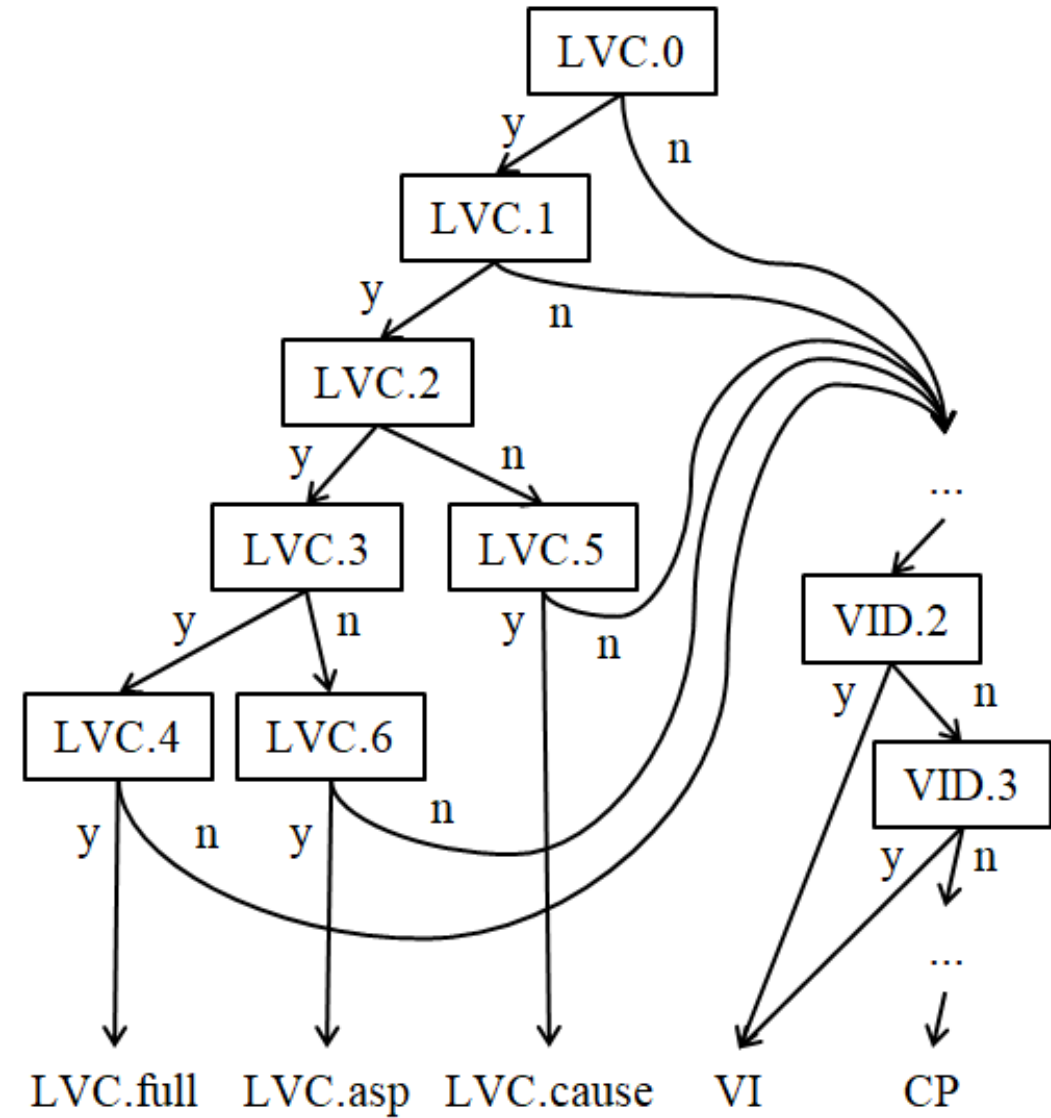 LVC.0
y
n
LVC.1
y
n
LVC.2
y
n
...
LVC.3
LVC.5
y
n
y
n
VID.2
y
n
LVC.4
LVC.6
VID.3
y
n
y
n
y
n
...
LVC.full
LVC.asp
LVC.cause
VI
CP